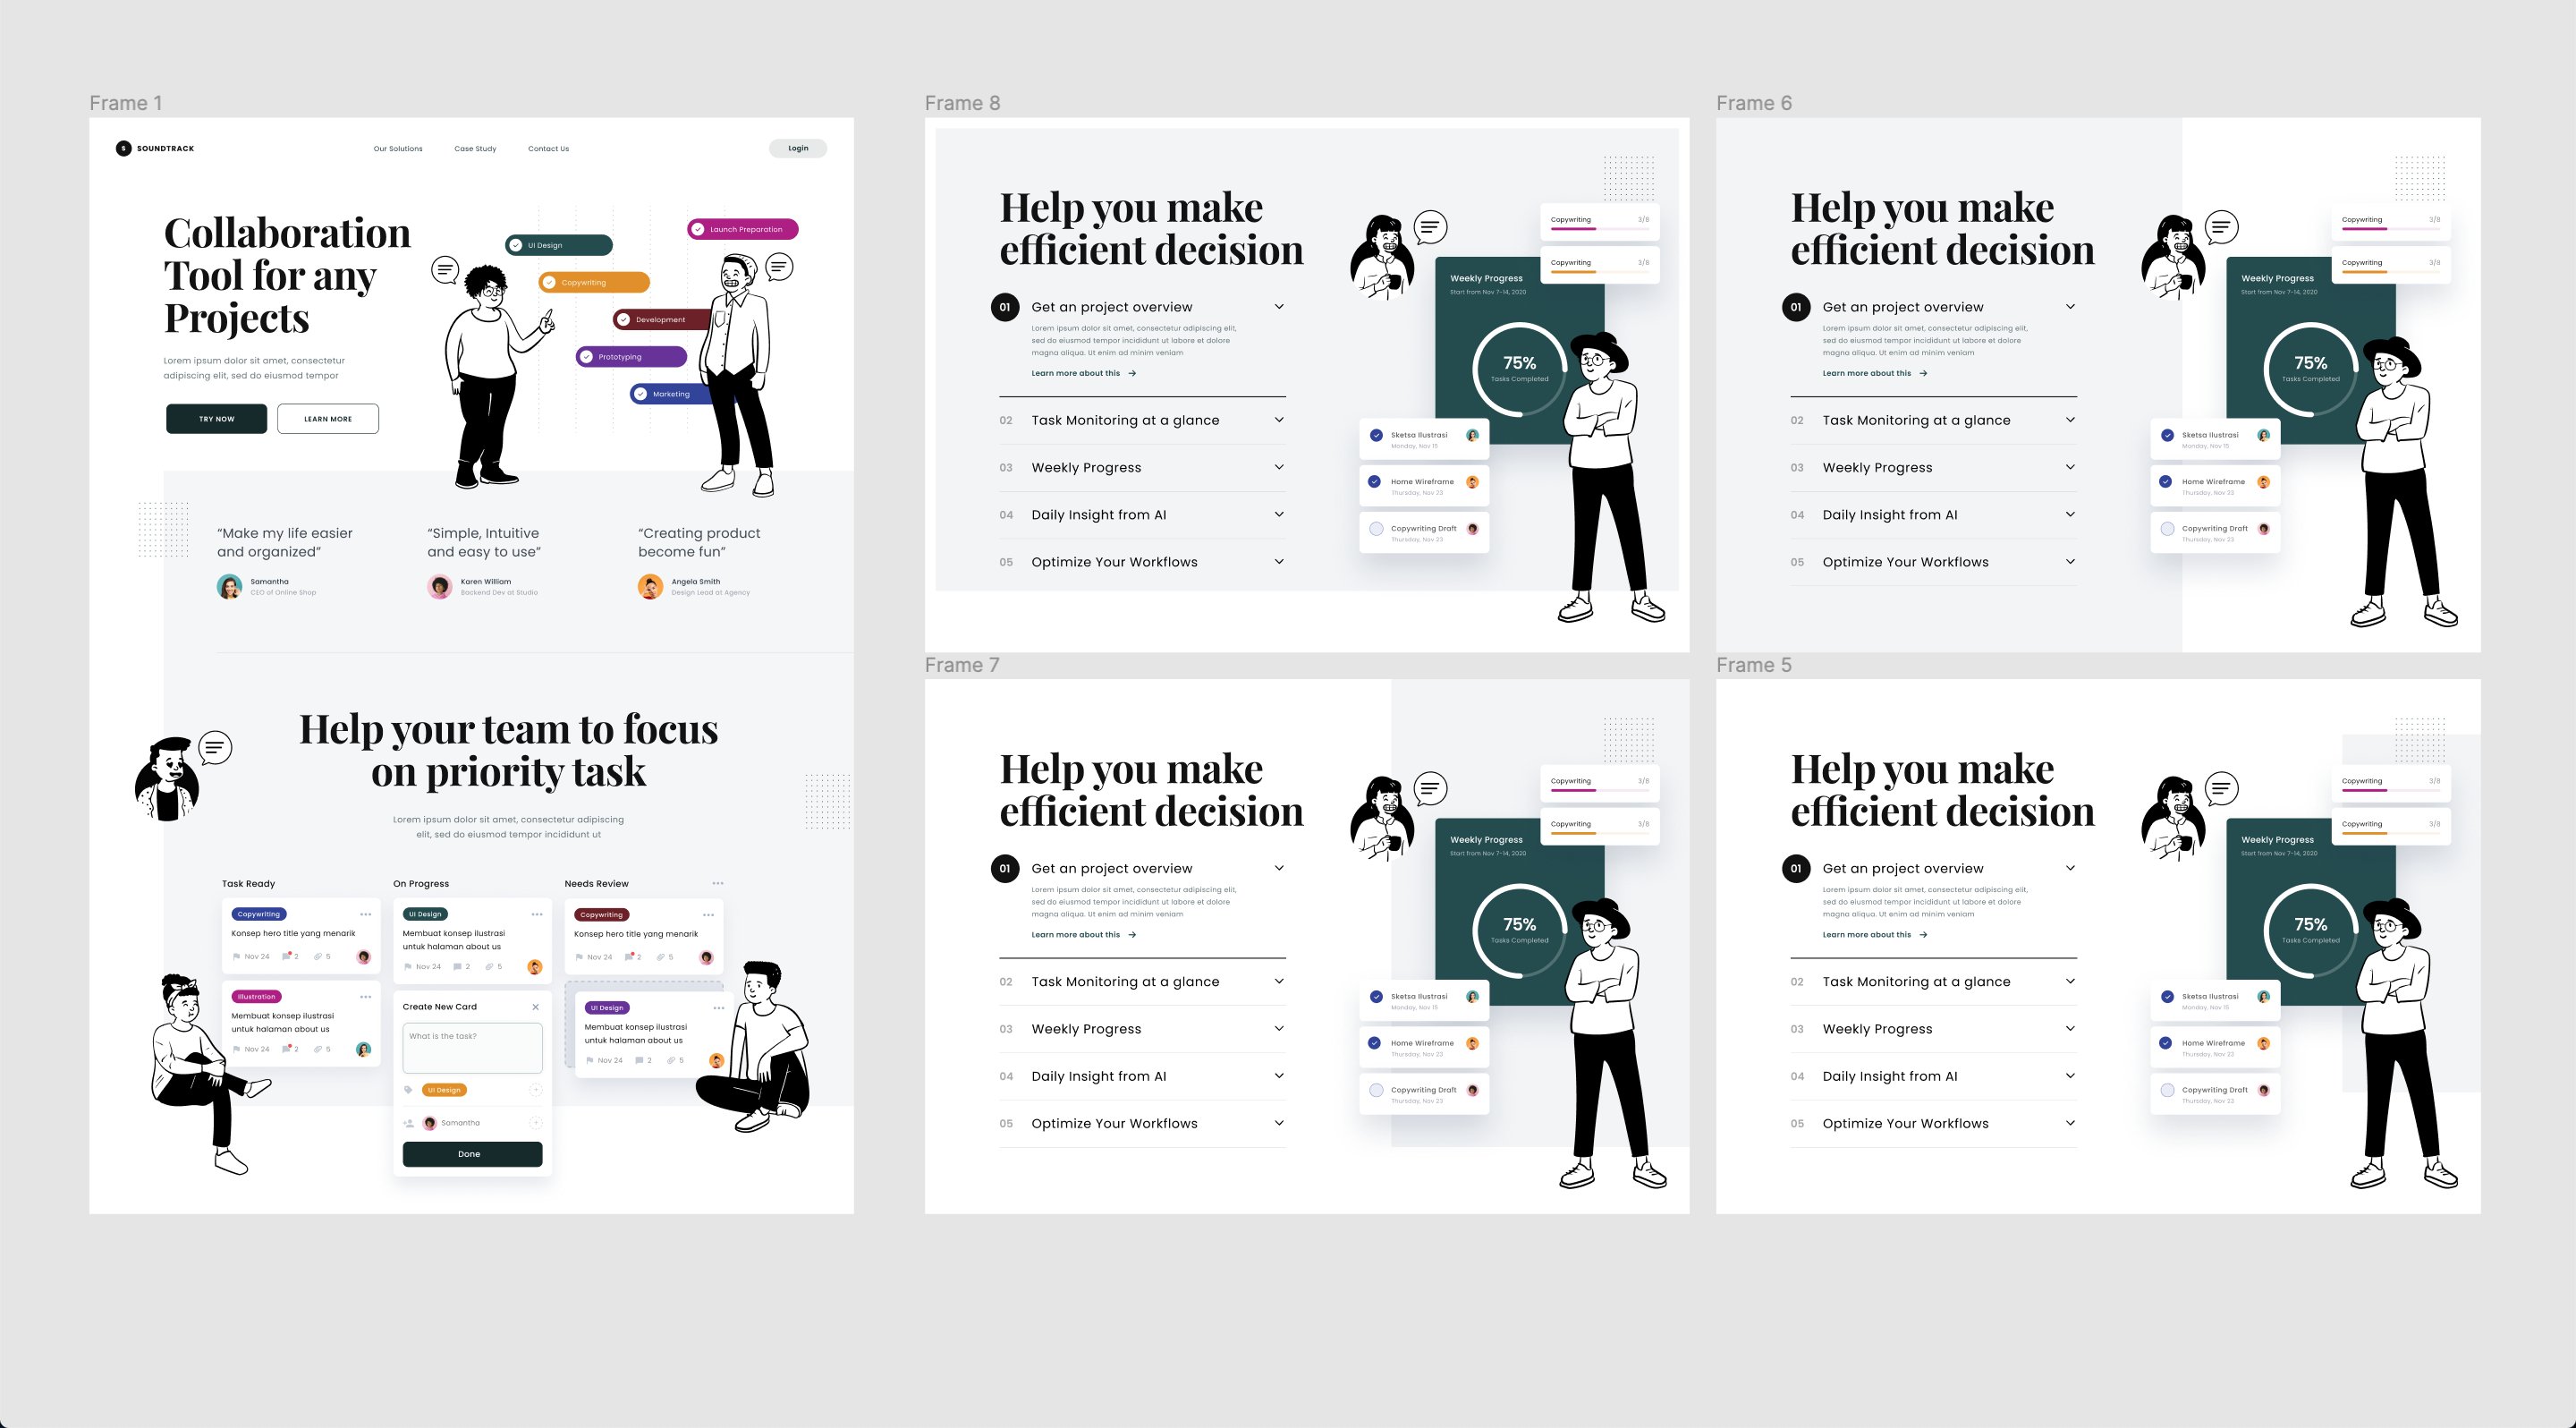 Frame 1
S SOUNDTRACK
Our Solutions
Case Study
Contact Us
Login
Collaboration
Tool for any
Projects
Lorem ipsum dolor sit amet, consectetur
adipiscing elit, sed do eiusmod tempor
TRY NOW
LEARN MORE
Launch Preparation
UI Design
Copywriting
Development
Prototyping
Marketing
“Make my life easier
and organized”
Samantha
CEO of Online Shop
“Simple, Intuitive
and easy to use”
Karen William
Backend Dev at Studio
“Creating product
become fun”
Angela Smith
Design Lead at Agency
Help your team to focus
on priority task
Lorem ipsum dolor sit amet, consectetur adipiscing
elit, sed do eiusmod tempor incididunt ut
Task Ready
Copywriting
Konsep hero title yang menarik
Nov 24 2 5
Illustration
Membuat konsep ilustrasi
untuk halaman about us
Nov 24 2 5
On Progress
UI Design
Membuat konsep ilustrasi
untuk halaman about us
Nov 24 2 5
Create New Card
What is the task?
UI Design
Samantha
Done
Needs Review
Copywriting
Konsep hero title yang menarik
Nov 24 2 5
UI Design
Membuat konsep ilustrasi
untuk halaman about us
Nov 24 2 5
Frame 8
Help you make
efficient decision
01 Get an project overview
Lorem ipsum dolor sit amet, consectetur adipiscing elit,
sed do eiusmod tempor incididunt ut labore et dolore
magna aliqua. Ut enim ad minim veniam
Learn more about this
02 Task Monitoring at a glance
03 Weekly Progress
04 Daily Insight from AI
05 Optimize Your Workflows
Copywriting 3/8
Copywriting 3/8
Weekly Progress
Start from Nov 7-14, 2020
75%
Tasks Completed
Sketsa Ilustrasi
Monday, Nov 15
Home Wireframe
Thursday, Nov 23
Copywriting Draft
Thursday, Nov 23
Frame 6
Help you make
efficient decision
01 Get an project overview
Lorem ipsum dolor sit amet, consectetur adipiscing elit,
sed do eiusmod tempor incididunt ut labore et dolore
magna aliqua. Ut enim ad minim veniam
Learn more about this
02 Task Monitoring at a glance
03 Weekly Progress
04 Daily Insight from AI
05 Optimize Your Workflows
Copywriting 3/8
Copywriting 3/8
Weekly Progress
Start from Nov 7-14, 2020
75%
Tasks Completed
Sketsa Ilustrasi
Monday, Nov 15
Home Wireframe
Thursday, Nov 23
Copywriting Draft
Thursday, Nov 23
Frame 7
Help you make
efficient decision
01 Get an project overview
Lorem ipsum dolor sit amet, consectetur adipiscing elit,
sed do eiusmod tempor incididunt ut labore et dolore
magna aliqua. Ut enim ad minim veniam
Learn more about this
02 Task Monitoring at a glance
03 Weekly Progress
04 Daily Insight from AI
05 Optimize Your Workflows
Copywriting 3/8
Copywriting 3/8
Weekly Progress
Start from Nov 7-14, 2020
75%
Tasks Completed
Sketsa Ilustrasi
Monday, Nov 15
Home Wireframe
Thursday, Nov 23
Copywriting Draft
Thursday, Nov 23
Frame 5
Help you make
efficient decision
01 Get an project overview
Lorem ipsum dolor sit amet, consectetur adipiscing elit,
sed do eiusmod tempor incididunt ut labore et dolore
magna aliqua. Ut enim ad minim veniam
Learn more about this
02 Task Monitoring at a glance
03 Weekly Progress
04 Daily Insight from AI
05 Optimize Your Workflows
Copywriting 3/8
Copywriting 3/8
Weekly Progress
Start from Nov 7-14, 2020
75%
Tasks Completed
Sketsa Ilustrasi
Monday, Nov 15
Home Wireframe
Thursday, Nov 23
Copywriting Draft
Thursday, Nov 23